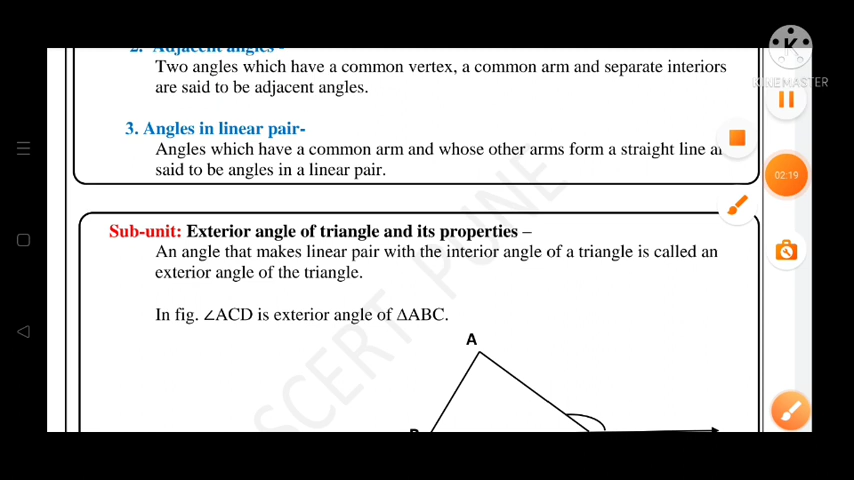 2. Adjacent angles -
Two angles which have a common vertex, a common arm and separate interiors
are said to be adjacent angles.
3. Angles in linear pair-
Angles which have a common arm and whose other arms form a straight line
said to be angles in a linear pair.
Sub-unit: Exterior angle of triangle and its properties –
An angle that makes linear pair with the interior angle of a triangle is called an
exterior angle of the triangle.
In fig. ∠ACD is exterior angle of ΔABC.
A
SCERT, PUNE
K
KINEMASTER
02:19